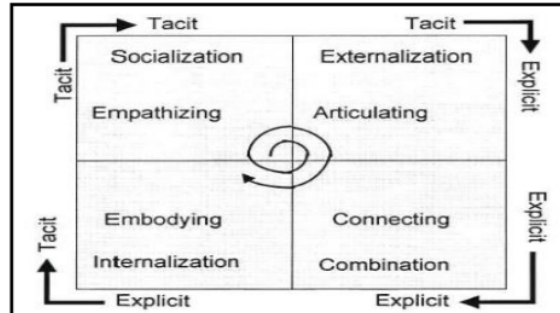 Tacit Tacit
Tacit Explicit
Socialization Externalization
Empathizing Articulating
Embodying Connecting
Internalization Combination
Tacit Explicit
Explicit Explicit